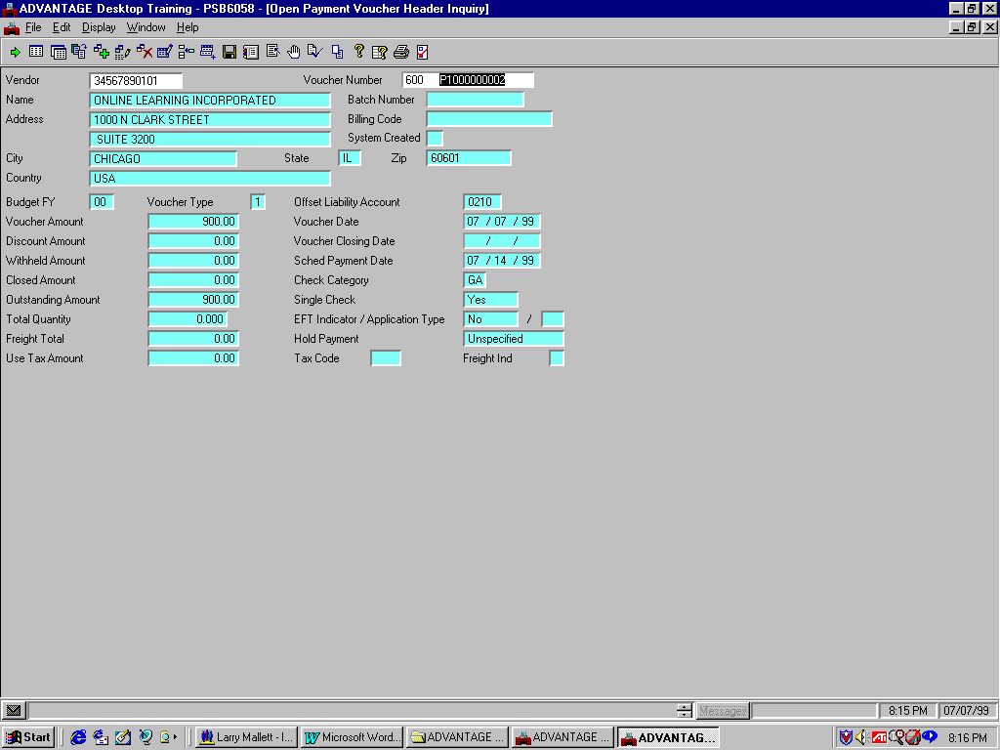 ADVANTAGE Desktop Training - PSB6058 - [Open Payment Voucher Header Inquiry]
File Edit Display Window Help
Vendor 34567890101 Voucher Number 600 P1000000002
Name ONLINE LEARNING INCORPORATED Batch Number
Address 1000 N CLARK STREET Billing Code
SUITE 3200 System Created
City CHICAGO State IL Zip 60601
Country USA
Budget FY 00 Voucher Type 1 Offset Liability Account 0210
Voucher Amount 900.00 Voucher Date 07 / 07 / 99
Discount Amount 0.00 Voucher Closing Date / /
Withheld Amount 0.00 Sched Payment Date 07 / 14 / 99
Closed Amount 0.00 Check Category GA
Outstanding Amount 900.00 Single Check Yes
Total Quantity 0.000 EFT Indicator / Application Type No /
Freight Total 0.00 Hold Payment Unspecified
Use Tax Amount 0.00 Tax Code Freight Ind
Messages 8:15 PM 07/07/99
Start Larry Mallett - I... Microsoft Word... ADVANTAGE ... ADVANTAGE ... ADVANTAG... 8:16 PM